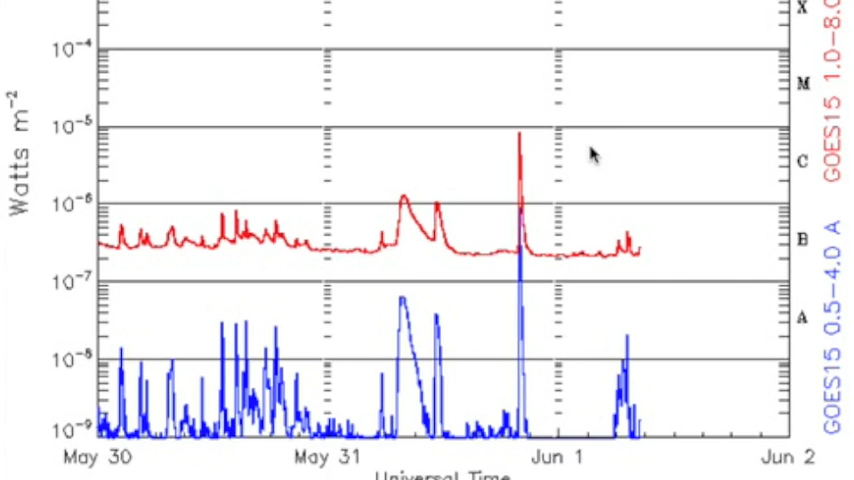 X
10⁻⁴
M
10⁻⁵
C
10⁻⁶
B
10⁻⁷
A
10⁻⁸
10⁻⁹
Watts m⁻²
May 30 May 31 Jun 1 Jun 2
Universal Time
GOES15 1.0–8.0
GOES15 0.5–4.0 A